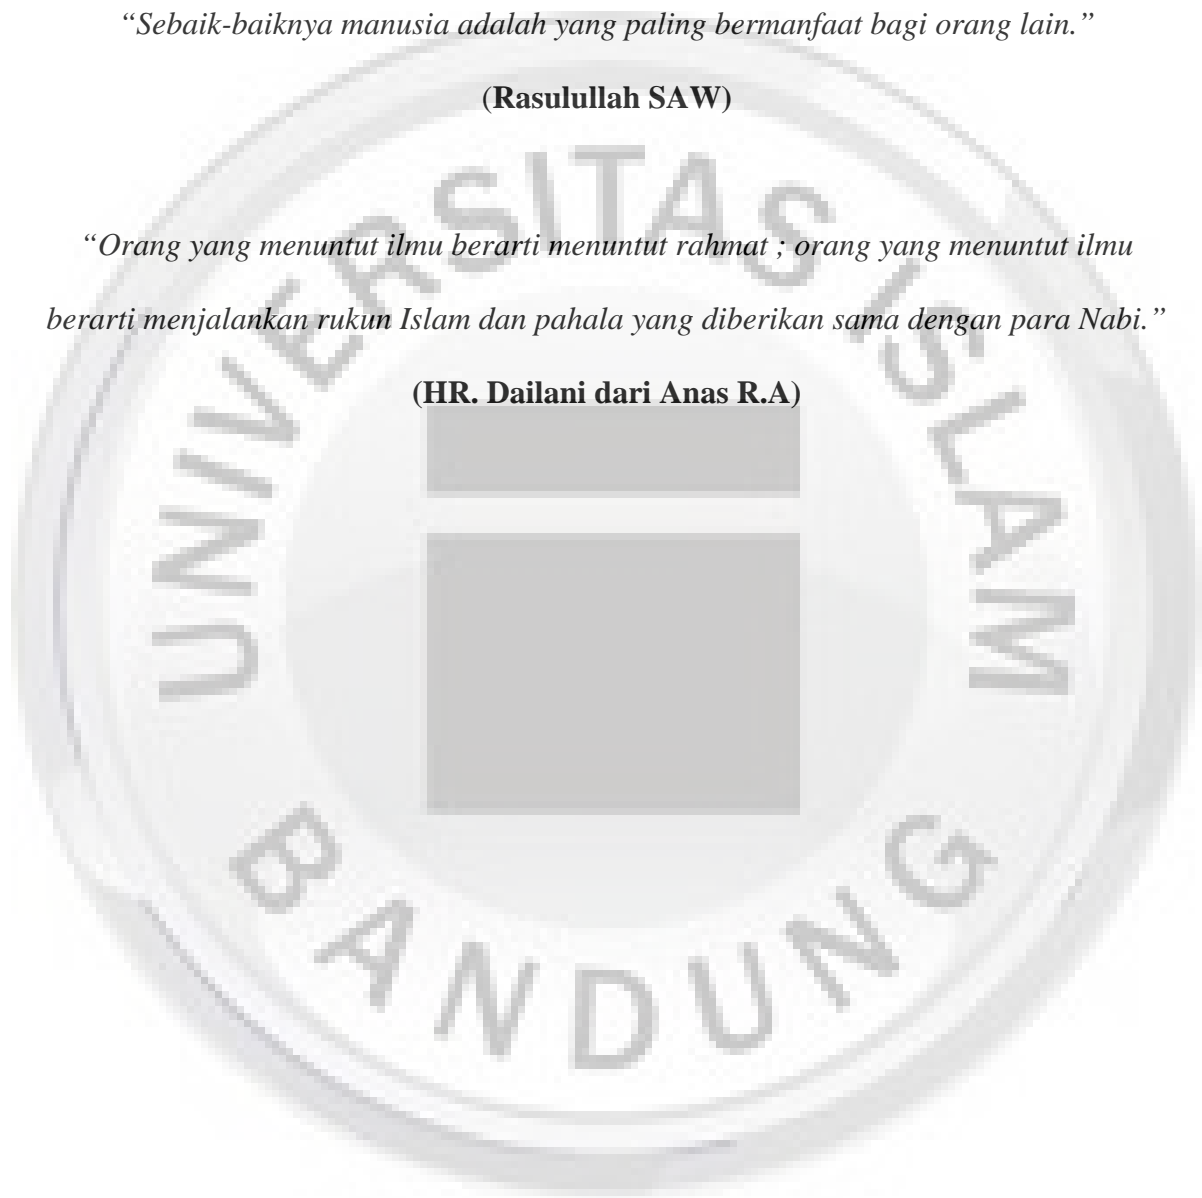 “Sebaik-baiknya manusia adalah yang paling bermanfaat bagi orang lain.”
(Rasulullah SAW)
“Orang yang menuntut ilmu berarti menuntut rahmat ; orang yang menuntut ilmu
berarti menjalankan rukun Islam dan pahala yang diberikan sama dengan para Nabi.”
(HR. Dailani dari Anas R.A)
UNIVERSITAS ISLAM
BANDUNG